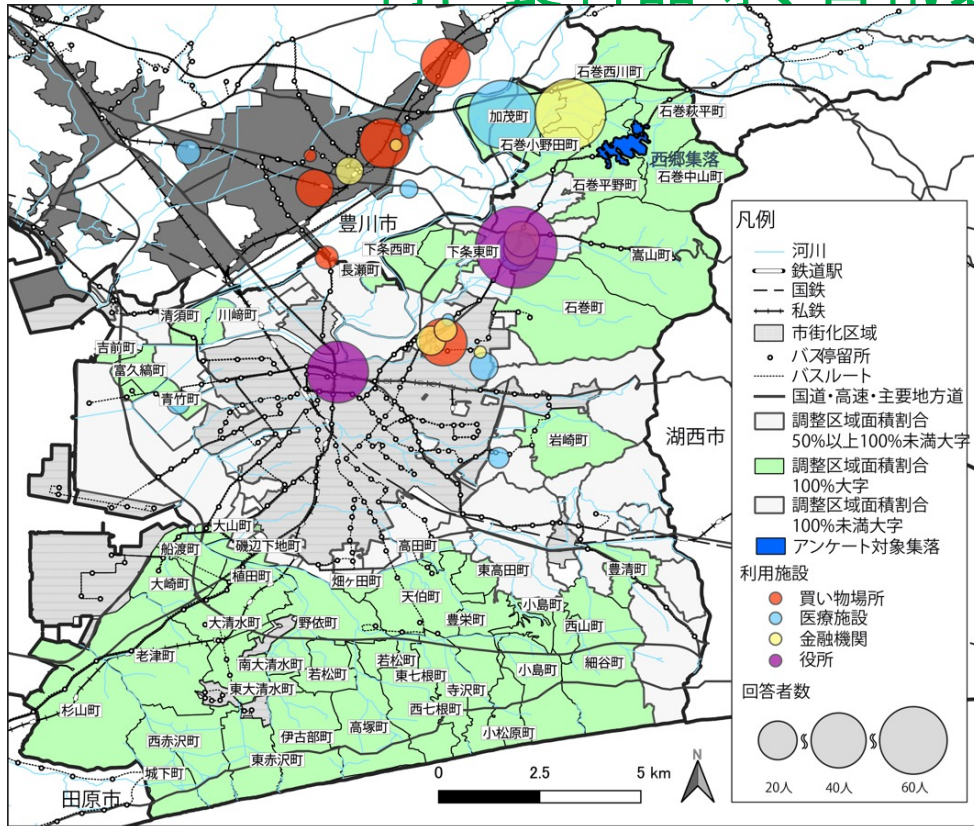 石巻西川町
加茂町
石巻萩平町
石巻小野田町
西郷集落
石巻平野町
石巻中山町
豊川市
下条西町
下条東町
嵩山町
長瀬町
石巻町
清須町
川﨑町
吉前町
富久縞町
青竹町
岩崎町
湖西市
大山町
磯辺下地町
高田町
船渡町
東高田町
豊清町
大崎町
植田町
畑ヶ田町
天伯町
小島町
大清水町
野依町
豊栄町
西山町
老津町
南大清水町
若松町
若松町
東七根町
小島町
細谷町
杉山町
東大清水町
寺沢町
西七根町
西赤沢町
伊古部町
高塚町
小松原町
城下町
東赤沢町
田原市
凡例
河川
鉄道駅
国鉄
私鉄
市街化区域
バス停留所
バスルート
国道・高速・主要地方道
調整区域面積割合
50%以上100%未満大字
調整区域面積割合
100%大字
調整区域面積割合
100%未満大字
アンケート対象集落
利用施設
買い物場所
医療施設
金融機関
役所
回答者数
20人
40人
60人
0 2.5 5 km
N